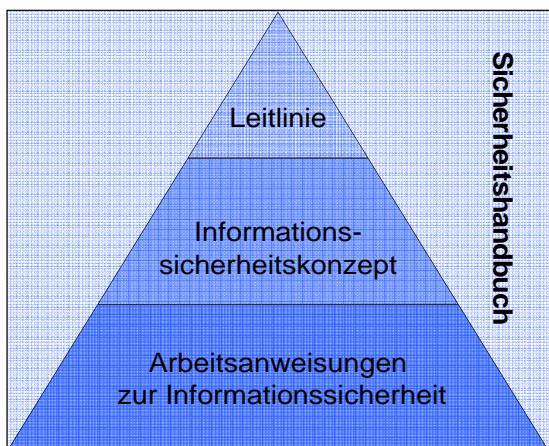 Leitlinie
Informations-
sicherheitskonzept
Arbeitsanweisungen
zur Informationssicherheit
Sicherheitshandbuch